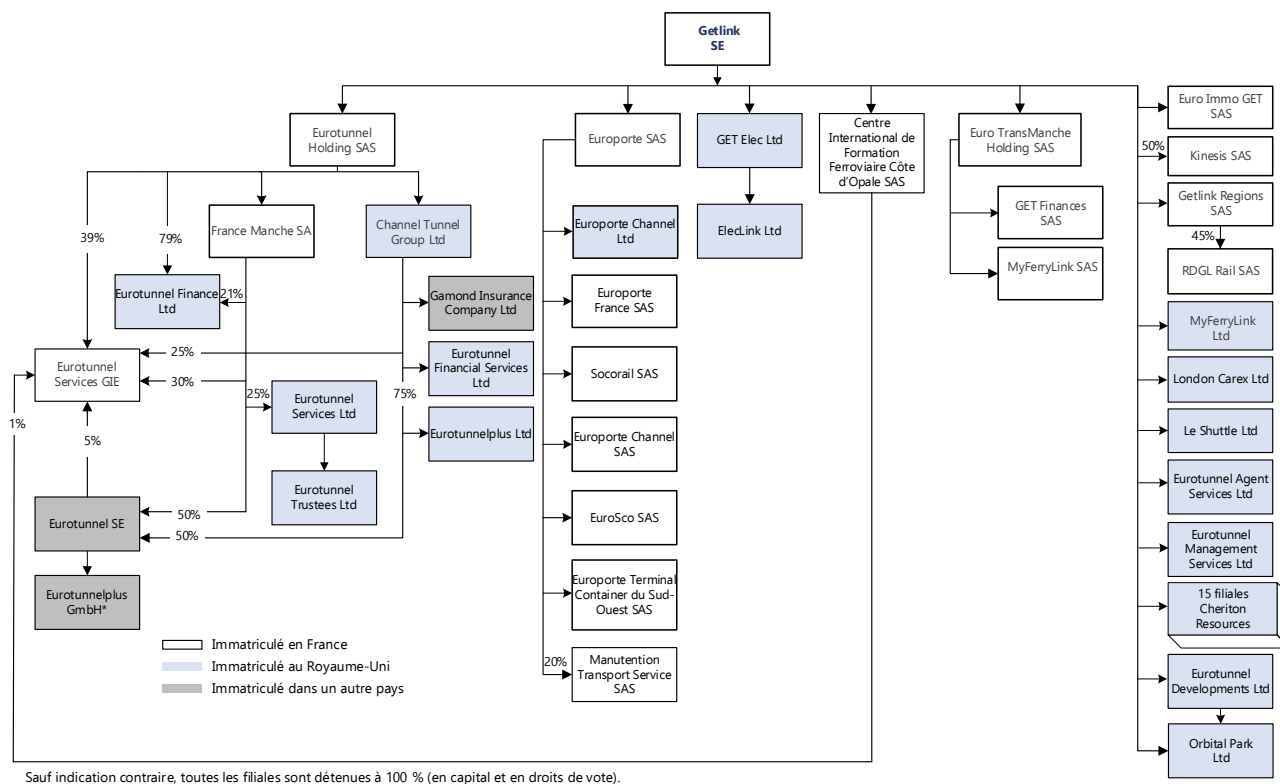 Getlink
SE
Eurotunnel
Holding SAS
Europorte SAS
GET Elec Ltd
Centre
International de
Formation
Ferroviaire Côte
d'Opale SAS
Euro TransManche
Holding SAS
Euro Immo GET
SAS
50%
Kinesis SAS
39%
79%
France Manche SA
Channel Tunnel
Group Ltd
Europorte Channel
Ltd
ElecLink Ltd
GET Finances
SAS
Getlink Regions
SAS
45%
MyFerryLink SAS
RDGL Rail SAS
Eurotunnel Finance
Ltd
21%
Gamond Insurance
Company Ltd
Europorte
France SAS
MyFerryLink
Ltd
Eurotunnel
Services GIE
25%
30%
Eurotunnel
Financial Services
Ltd
Socorail SAS
London Carex Ltd
1%
25%
Eurotunnel
Services Ltd
75%
Eurotunnelplus Ltd
Europorte Channel
SAS
Le Shuttle Ltd
5%
Eurotunnel
Trustees Ltd
Eurotunnel Agent
Services Ltd
Eurotunnel SE
50%
50%
EuroSco SAS
Eurotunnel
Management
Services Ltd
Eurotunnelplus
GmbH*
Europorte Terminal
Container du Sud-
Ouest SAS
15 filiales
Cheriton
Resources
Immatriculé en France
Immatriculé au Royaume-Uni
Immatriculé dans un autre pays
20%
Manutention
Transport Service
SAS
Eurotunnel
Developments Ltd
Orbital Park
Ltd
Sauf indication contraire, toutes les filiales sont détenues à 100 % (en capital et en droits de vote).